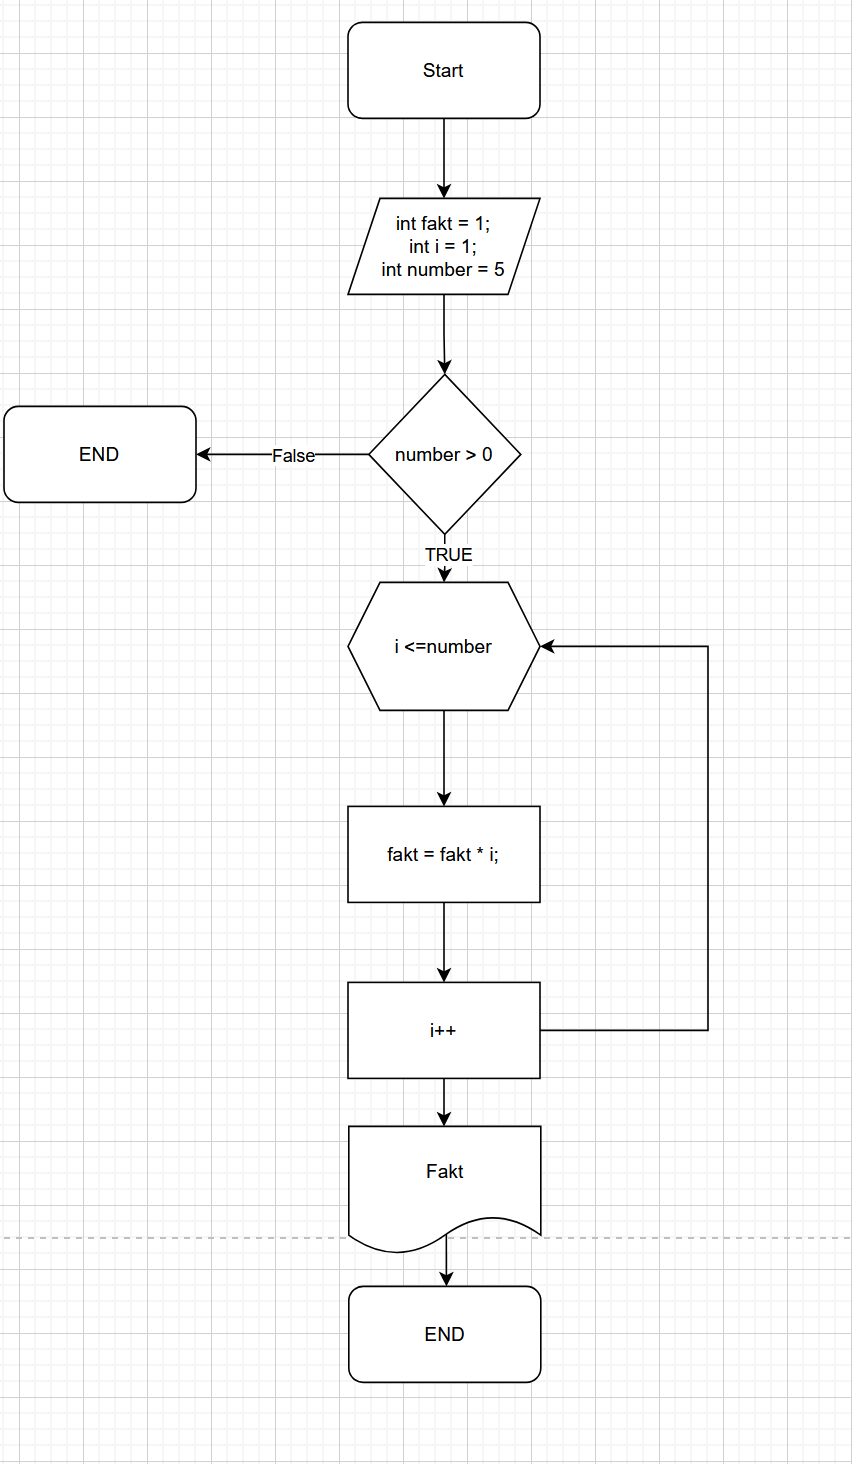 Start
int fakt = 1;
int i = 1;
int number = 5
number > 0
False
END
TRUE
i <=number
fakt = fakt * i;
i++
Fakt
END